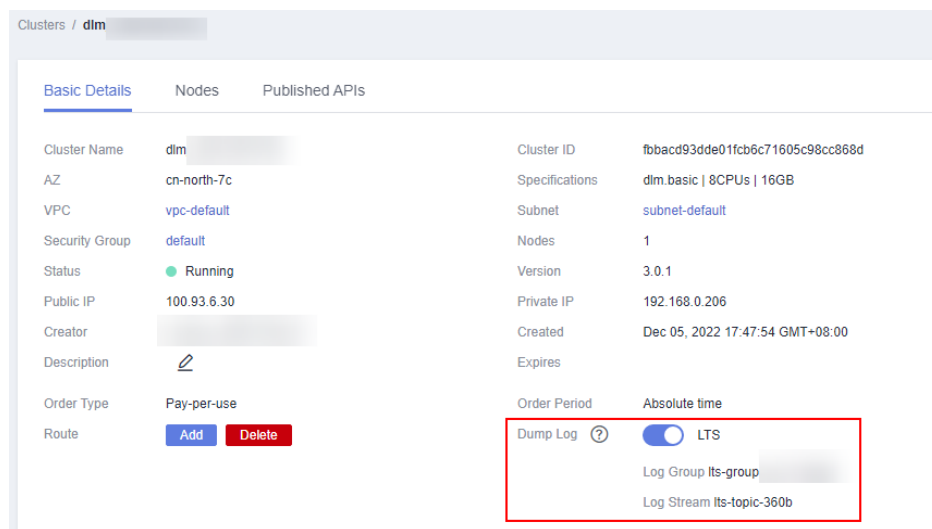 Clusters / dlm
Basic Details Nodes Published APIs
Cluster Name dlm Cluster ID fbbacd93dde01fcb6c71605c98cc868d
AZ cn-north-7c Specifications dlm.basic | 8CPUs | 16GB
VPC vpc-default Subnet subnet-default
Security Group default Nodes 1
Status Running Version 3.0.1
Public IP 100.93.6.30 Private IP 192.168.0.206
Creator Created Dec 05, 2022 17:47:54 GMT+08:00
Description Expires
Order Type Pay-per-use Order Period Absolute time
Route Add Delete Dump Log ? LTS
Log Group lts-group
Log Stream lts-topic-360b